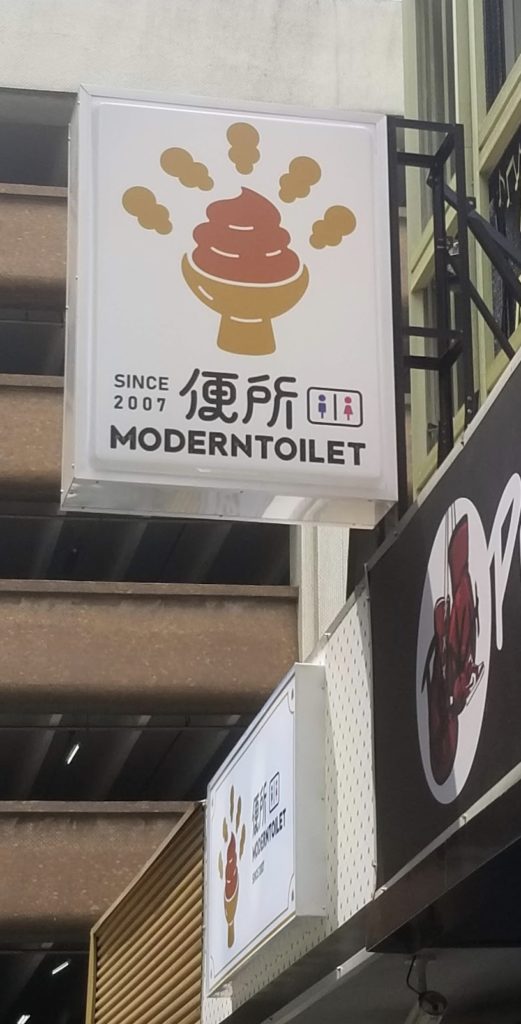 SINCE
2007
便所
MODERNTOILET
便所
MODERNTOILET